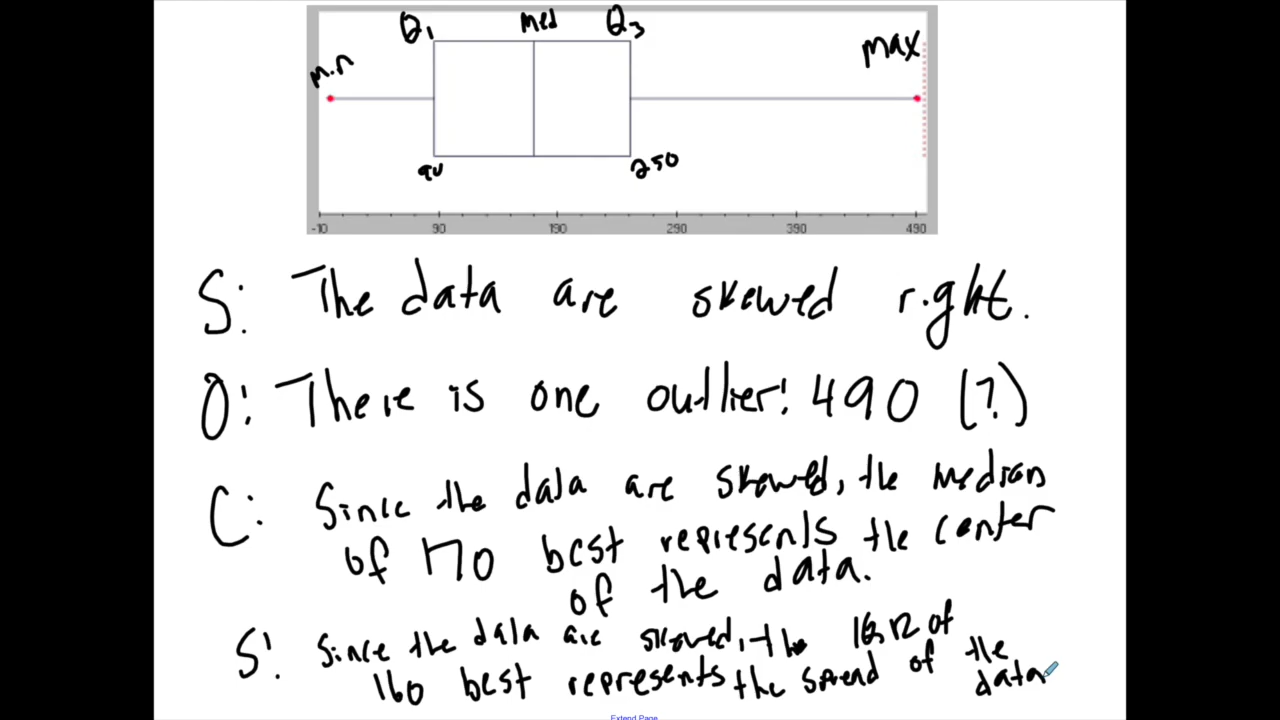 Q1 med Q3
min max
90 250
-10 90 190 290 390 490
S: The data are skewed right.
O: There is one outlier: 490 (?)
C: Since the data are skewed, the median
of 170 best represents the center
of the data.
S: Since the data are skewed, the IQR of
160 best represents the spread of the
data
Extend Page